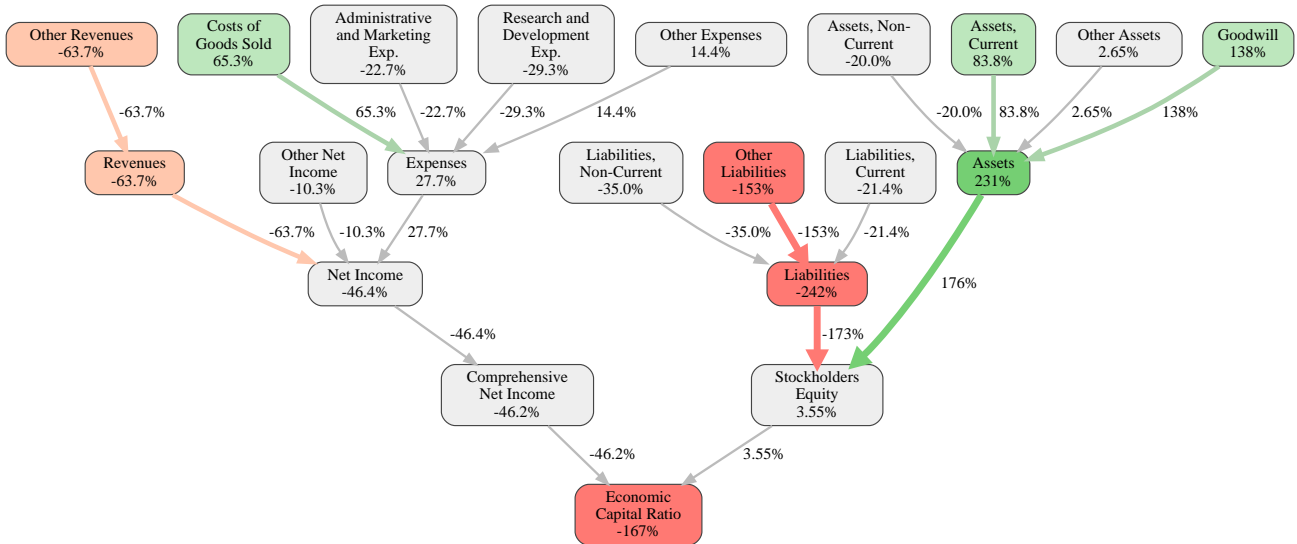 Other Revenues
-63.7%
Costs of
Goods Sold
65.3%
Administrative
and Marketing
Exp.
-22.7%
Research and
Development
Exp.
-29.3%
Other Expenses
14.4%
Assets, Non-
Current
-20.0%
Assets,
Current
83.8%
Other Assets
2.65%
Goodwill
138%
-63.7%
65.3%
-22.7%
-29.3%
14.4%
-20.0%
83.8%
2.65%
138%
Revenues
-63.7%
Other Net
Income
-10.3%
Expenses
27.7%
Liabilities,
Non-Current
-35.0%
Other
Liabilities
-153%
Liabilities,
Current
-21.4%
Assets
231%
-63.7%
-10.3%
27.7%
-35.0%
-153%
-21.4%
Net Income
-46.4%
Liabilities
-242%
176%
-46.4%
-173%
Comprehensive
Net Income
-46.2%
Stockholders
Equity
3.55%
-46.2%
3.55%
Economic
Capital Ratio
-167%